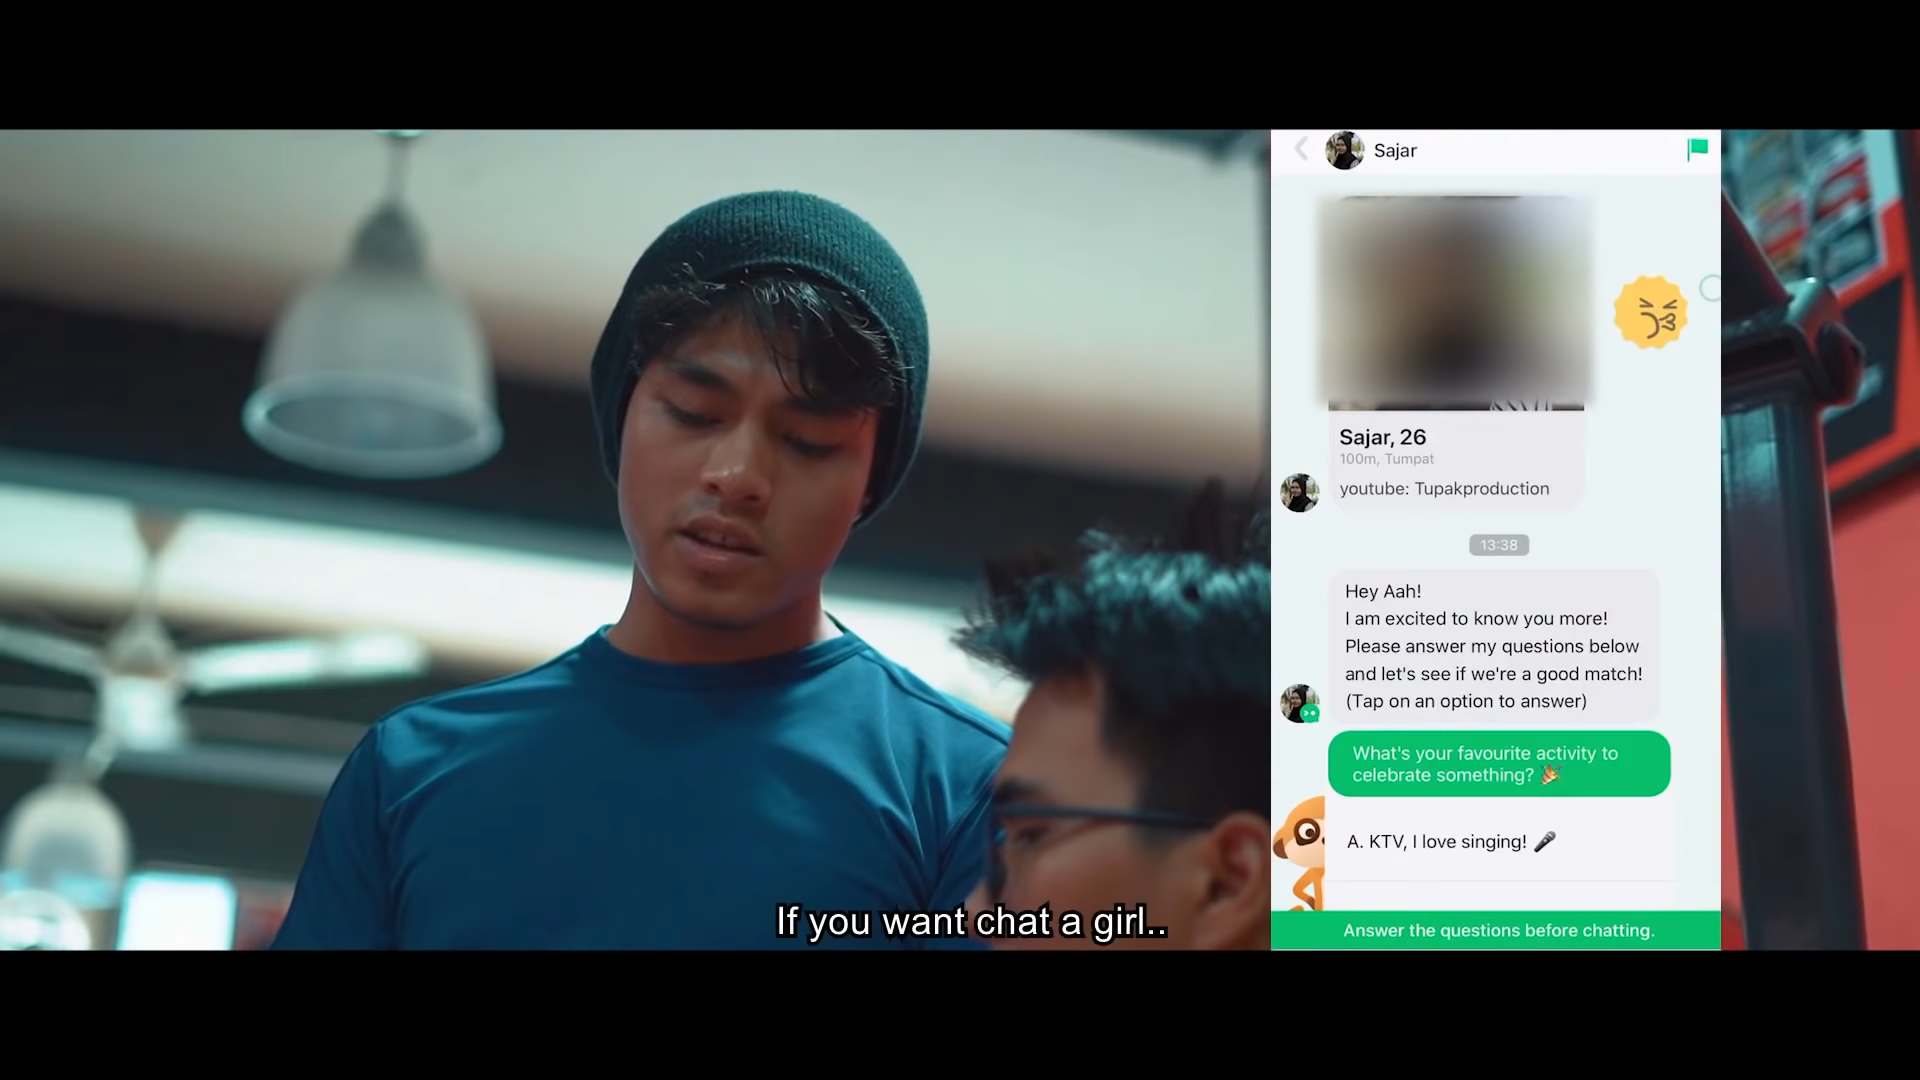 Sajar
Sajar, 26
100m, Tumpat
youtube: Tupakproduction
13:38
Hey Aah!
I am excited to know you more!
Please answer my questions below
and let's see if we're a good match!
(Tap on an option to answer)
What's your favourite activity to
celebrate something? 🎉
A. KTV, I love singing! 🎤
Answer the questions before chatting.
If you want chat a girl..